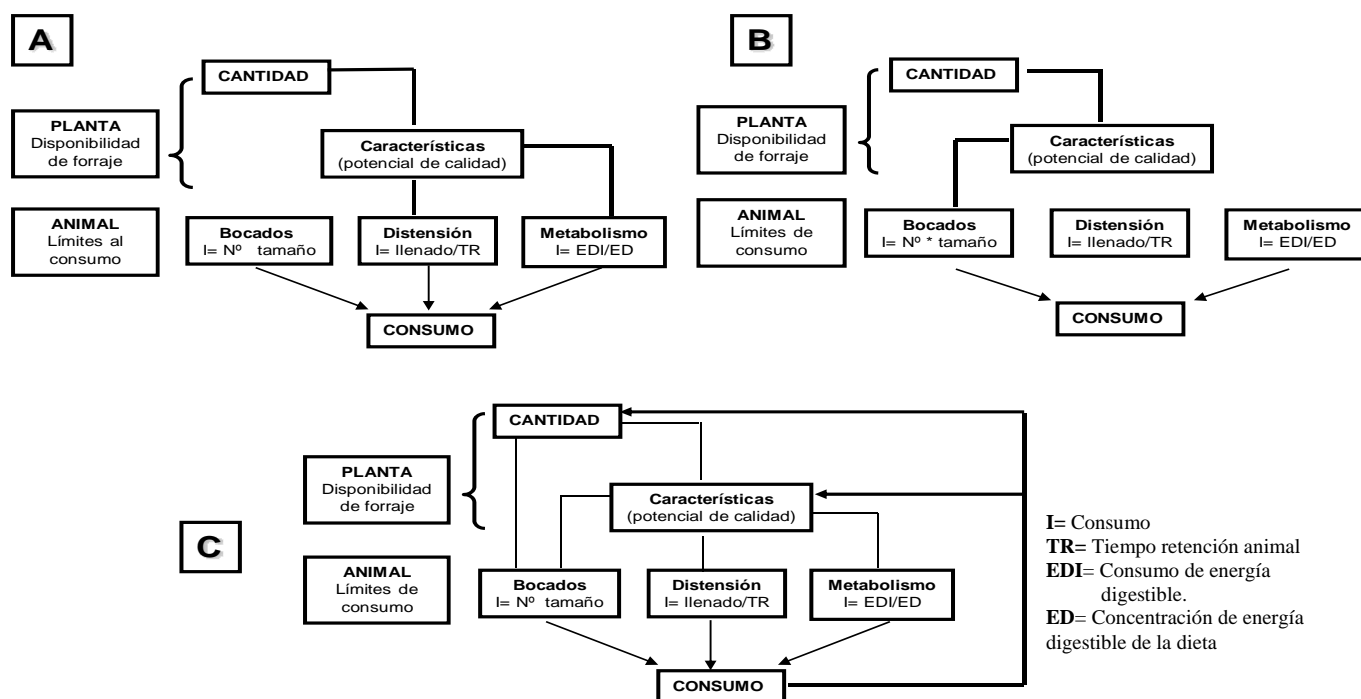 A
CANTIDAD
PLANTA
Disponibilidad
de forraje
Características
(potencial de calidad)
ANIMAL
Límites al
consumo
Bocados
I= Nº tamaño
Distensión
I= llenado/TR
Metabolismo
I= EDI/ED
CONSUMO
B
CANTIDAD
PLANTA
Disponibilidad
de forraje
Características
(potencial de calidad)
ANIMAL
Límites de
consumo
Bocados
I= Nº * tamaño
Distensión
I= llenado/TR
Metabolismo
I= EDI/ED
CONSUMO
C
CANTIDAD
PLANTA
Disponibilidad
de forraje
Características
(potencial de calidad)
ANIMAL
Límites de
consumo
Bocados
I= Nº tamaño
Distensión
I= llenado/TR
Metabolismo
I= EDI/ED
CONSUMO
I= Consumo
TR= Tiempo retención animal
EDI= Consumo de energía
digestible.
ED= Concentración de energía
digestible de la dieta